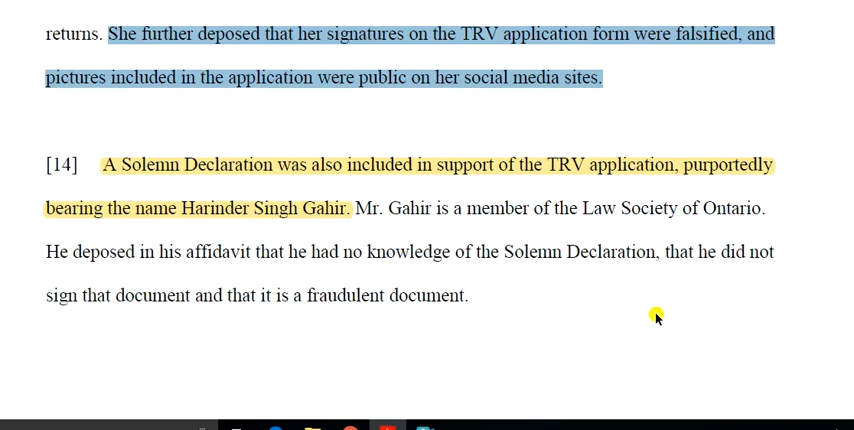 returns. She further deposed that her signatures on the TRV application form were falsified, and
pictures included in the application were public on her social media sites.
[14] A Solemn Declaration was also included in support of the TRV application, purportedly
bearing the name Harinder Singh Gahir. Mr. Gahir is a member of the Law Society of Ontario.
He deposed in his affidavit that he had no knowledge of the Solemn Declaration, that he did not
sign that document and that it is a fraudulent document.